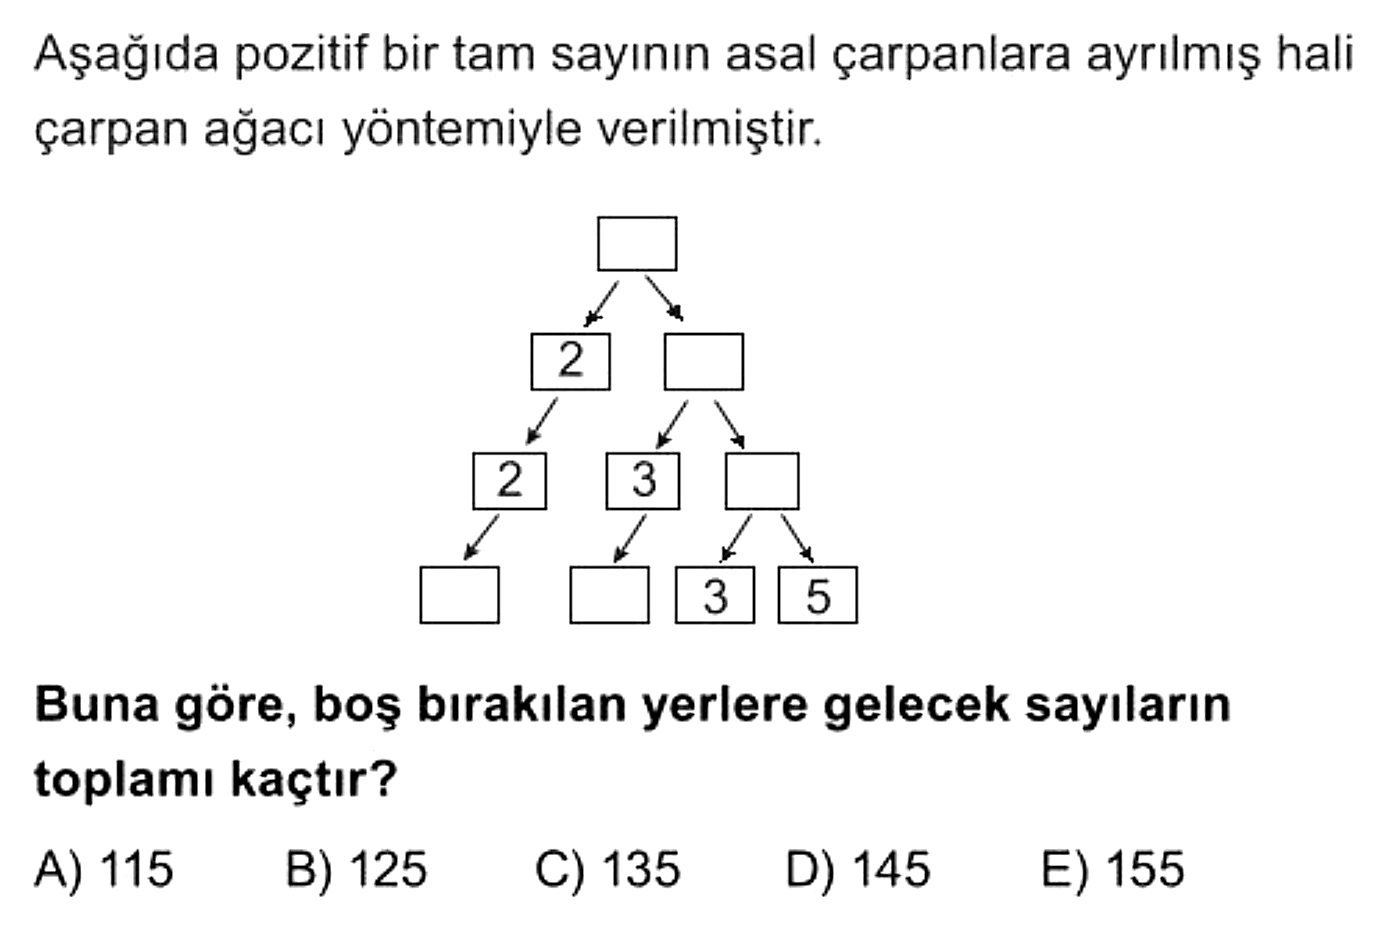 Aşağıda pozitif bir tam sayının asal çarpanlara ayrılmış hali
çarpan ağacı yöntemiyle verilmiştir.
2
2 3
3 5
Buna göre, boş bırakılan yerlere gelecek sayıların
toplamı kaçtır?
A) 115 B) 125 C) 135 D) 145 E) 155